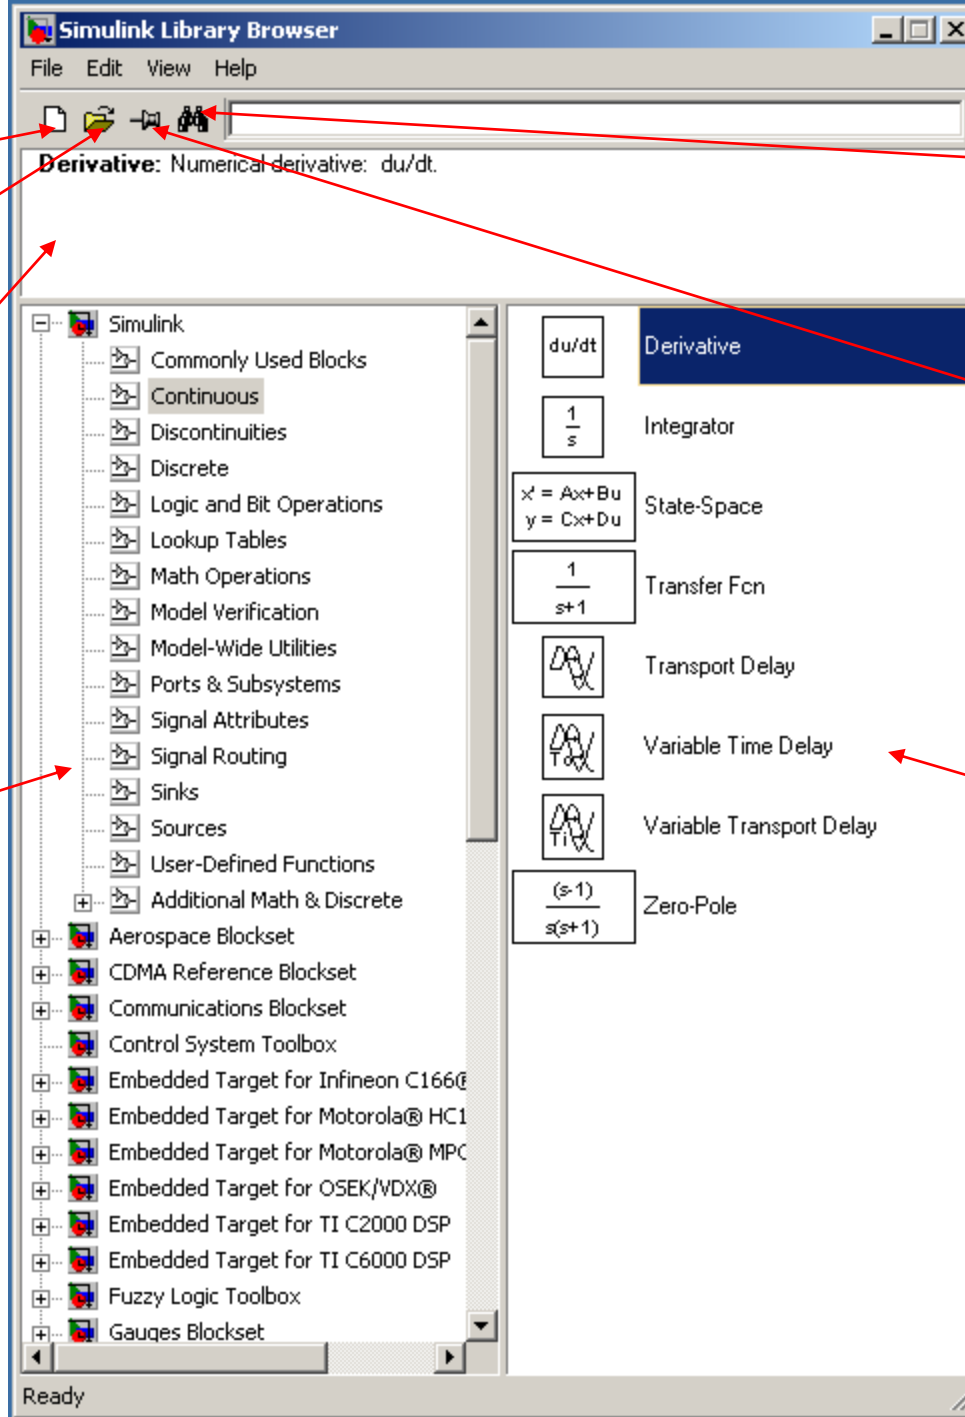 Simulink Library Browser
File Edit View Help
Derivative: Numerical derivative: du/dt.
Simulink
Commonly Used Blocks
Continuous
Discontinuities
Discrete
Logic and Bit Operations
Lookup Tables
Math Operations
Model Verification
Model-Wide Utilities
Ports & Subsystems
Signal Attributes
Signal Routing
Sinks
Sources
User-Defined Functions
Additional Math & Discrete
Aerospace Blockset
CDMA Reference Blockset
Communications Blockset
Control System Toolbox
Embedded Target for Infineon C166®
Embedded Target for Motorola® HC1
Embedded Target for Motorola® MPC
Embedded Target for OSEK/VDX®
Embedded Target for TI C2000 DSP
Embedded Target for TI C6000 DSP
Fuzzy Logic Toolbox
Gauges Blockset
du/dt Derivative
1
s
Integrator
x' = Ax+Bu
y = Cx+Du
State-Space
1
s+1
Transfer Fcn
Transport Delay
Variable Time Delay
Ti
Variable Transport Delay
(s-1)
s(s+1)
Zero-Pole
Ready